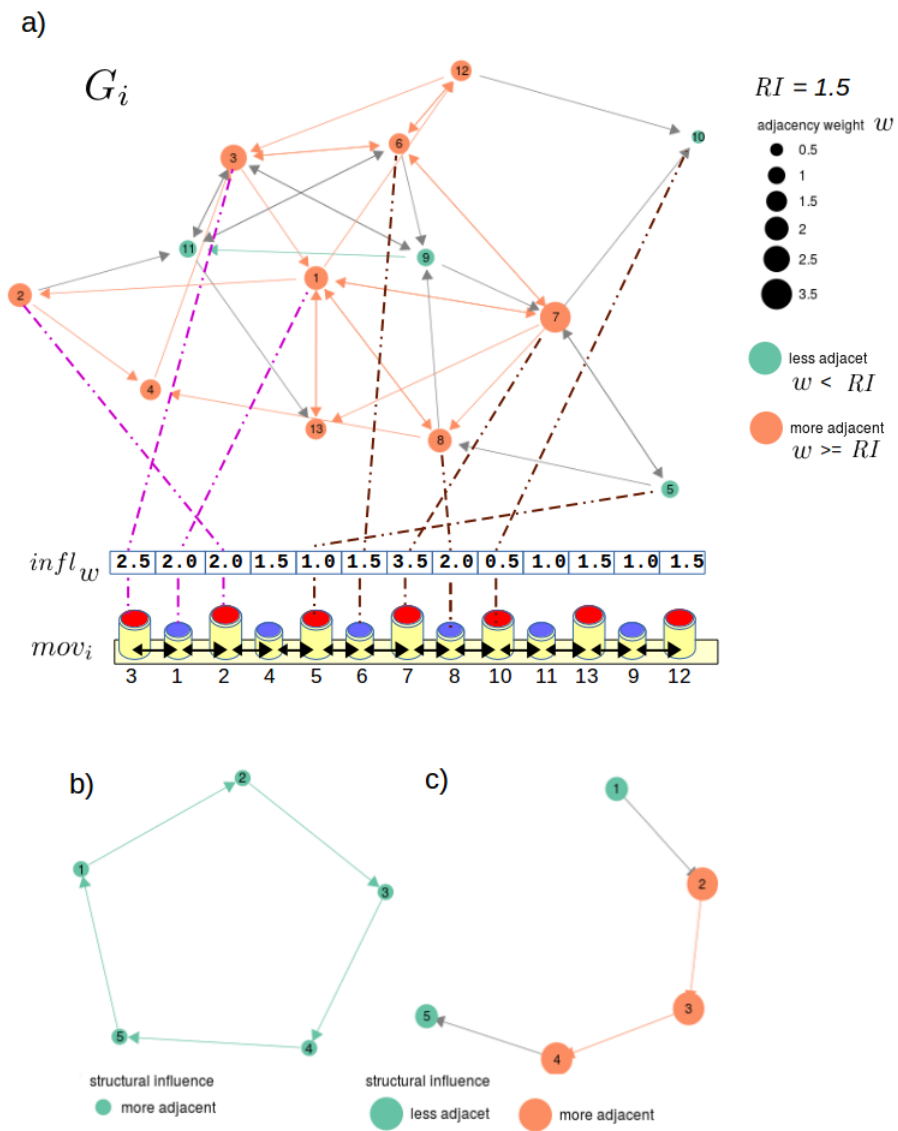 a)
G_i
12
RI = 1.5
adjacency weight w
10
0.5
6
3
1
1.5
11
2
9
2.5
1
2
3.5
7
less adjacet
w < RI
4
more adjacent
w >= RI
13
8
5
infl_w 2.5 2.0 2.0 1.5 1.0 1.5 3.5 2.0 0.5 1.0 1.5 1.0 1.5
mov_i
3 1 2 4 5 6 7 8 10 11 13 9 12
b)
2
1
3
5
4
structural influence
more adjacent
c)
1
2
3
5
4
structural influence
less adjacet more adjacent